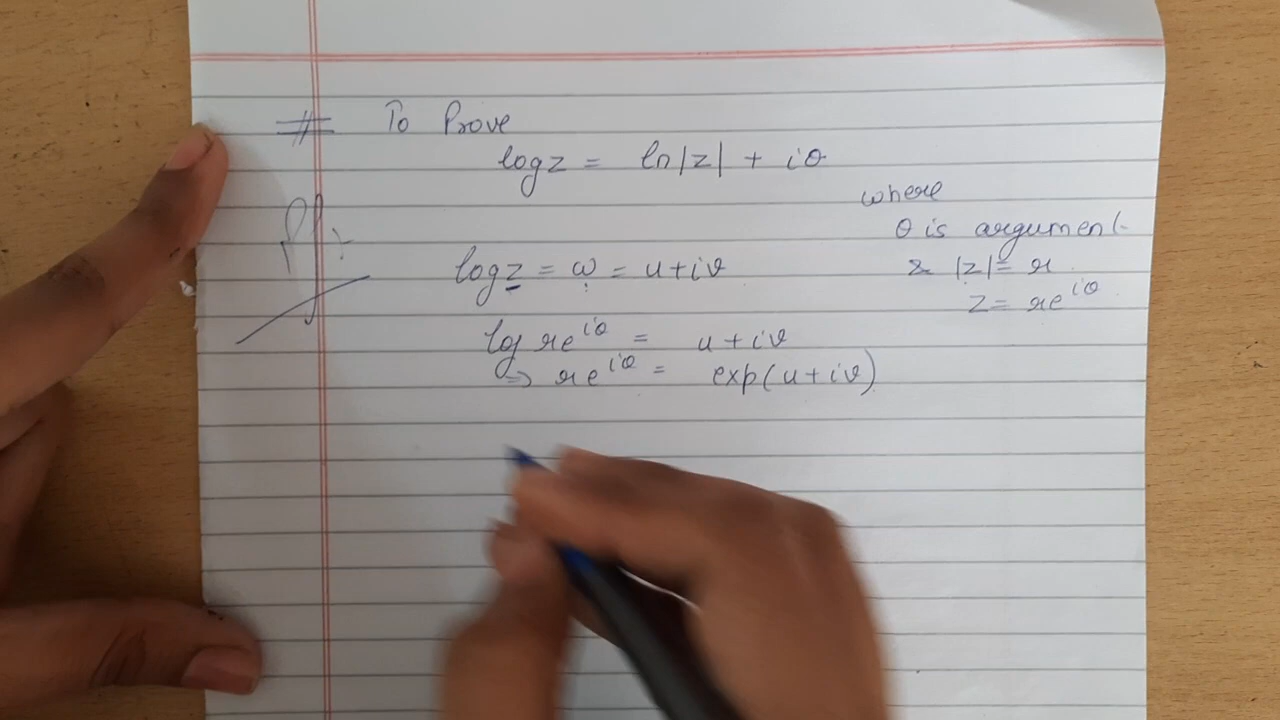 # To Prove
log z = ln |z| + iθ
where
θ is argument
& |z| = r
z = re^{iθ}
Pf :-
log z = ω = u + iv
log re^{iθ} = u + iv
⇒ re^{iθ} = exp(u + iv)